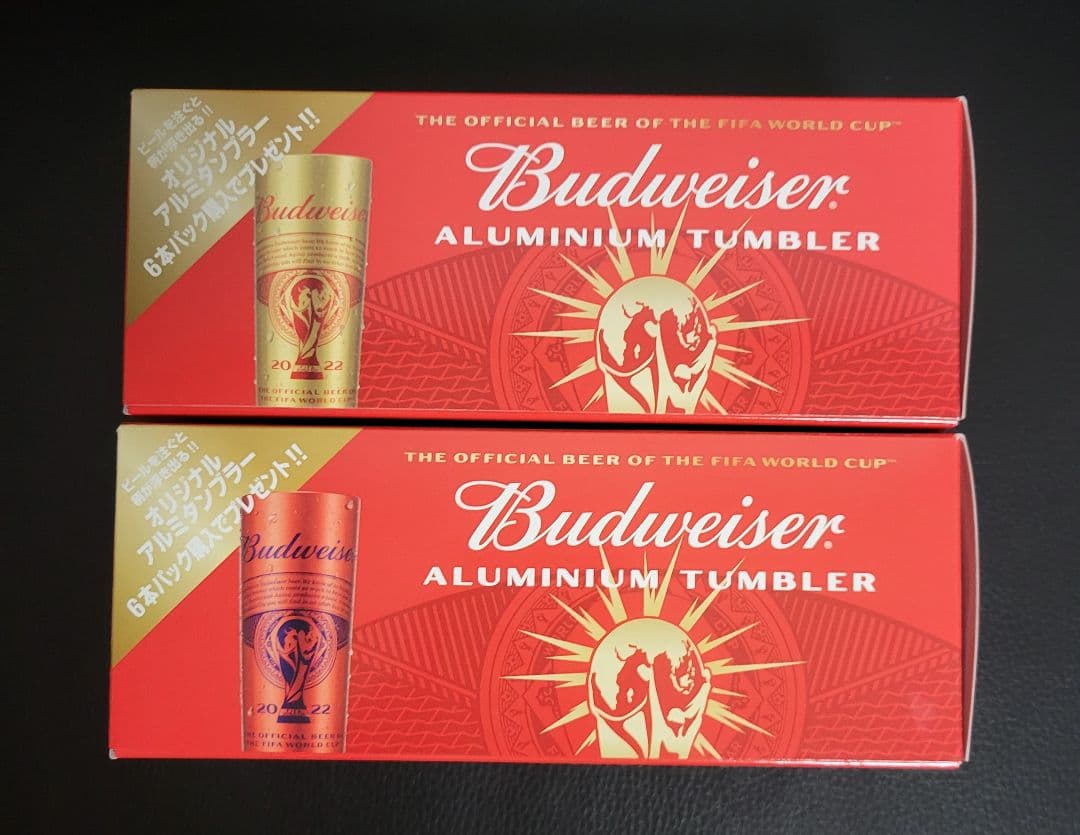 ビールを注ぐと
柄が浮き出る!!
オリジナル
アルミタンブラー
6本パック購入でプレゼント!!
THE OFFICIAL BEER OF THE FIFA WORLD CUP™
Budweiser
ALUMINIUM TUMBLER
Budweise
20 22
THE OFFICIAL BEER O
THE FIFA WORLD CUP
ビールを注ぐと
柄が浮き出る!!
オリジナル
アルミタンブラー
6本パック購入でプレゼント!!
THE OFFICIAL BEER OF THE FIFA WORLD CUP™
Budweiser
ALUMINIUM TUMBLER
Budweise
20 22
THE OFFICIAL BEER O
THE FIFA WORLD CUP